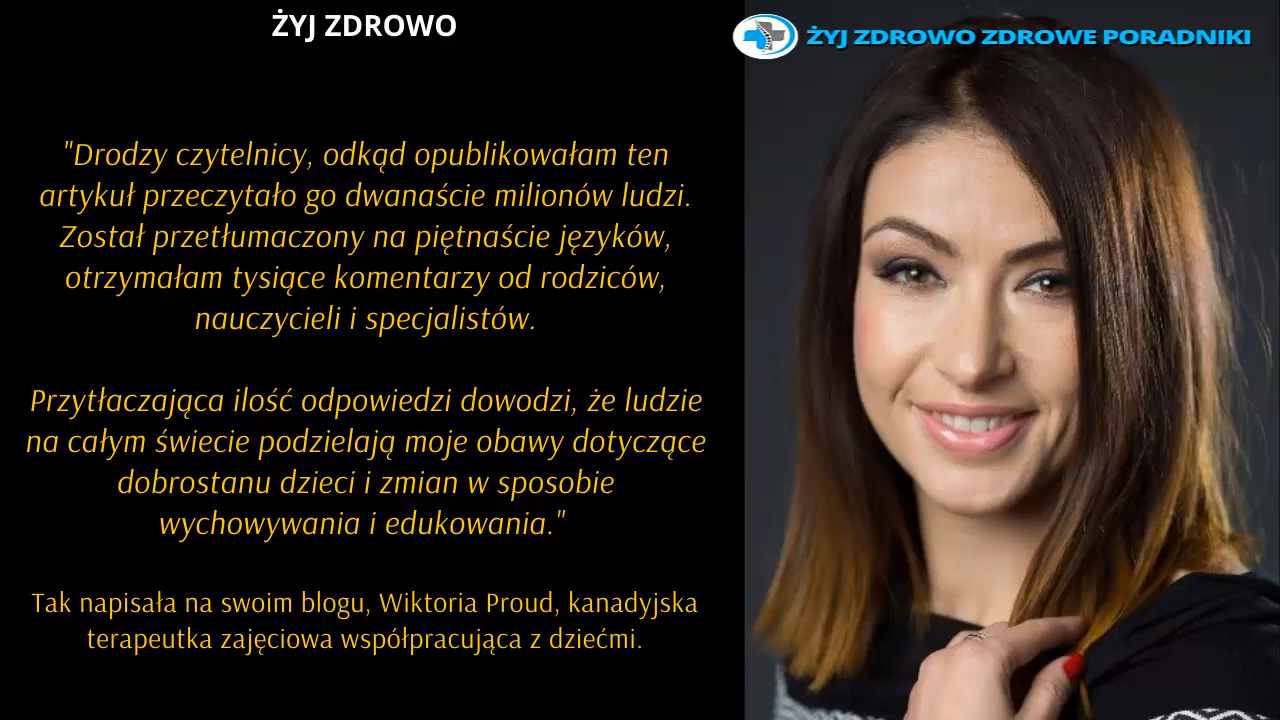 ŻYJ ZDROWO
ŻYJ ZDROWO ZDROWE PORADNIKI
"Drodzy czytelnicy, odkąd opublikowałam ten
artykuł przeczytało go dwanaście milionów ludzi.
Został przetłumaczony na piętnaście języków,
otrzymałam tysiące komentarzy od rodziców,
nauczycieli i specjalistów.
Przytłaczająca ilość odpowiedzi dowodzi, że ludzie
na całym świecie podzielają moje obawy dotyczące
dobrostanu dzieci i zmian w sposobie
wychowywania i edukowania."
Tak napisała na swoim blogu, Wiktoria Proud, kanadyjska
terapeutka zajęciowa współpracująca z dziećmi.